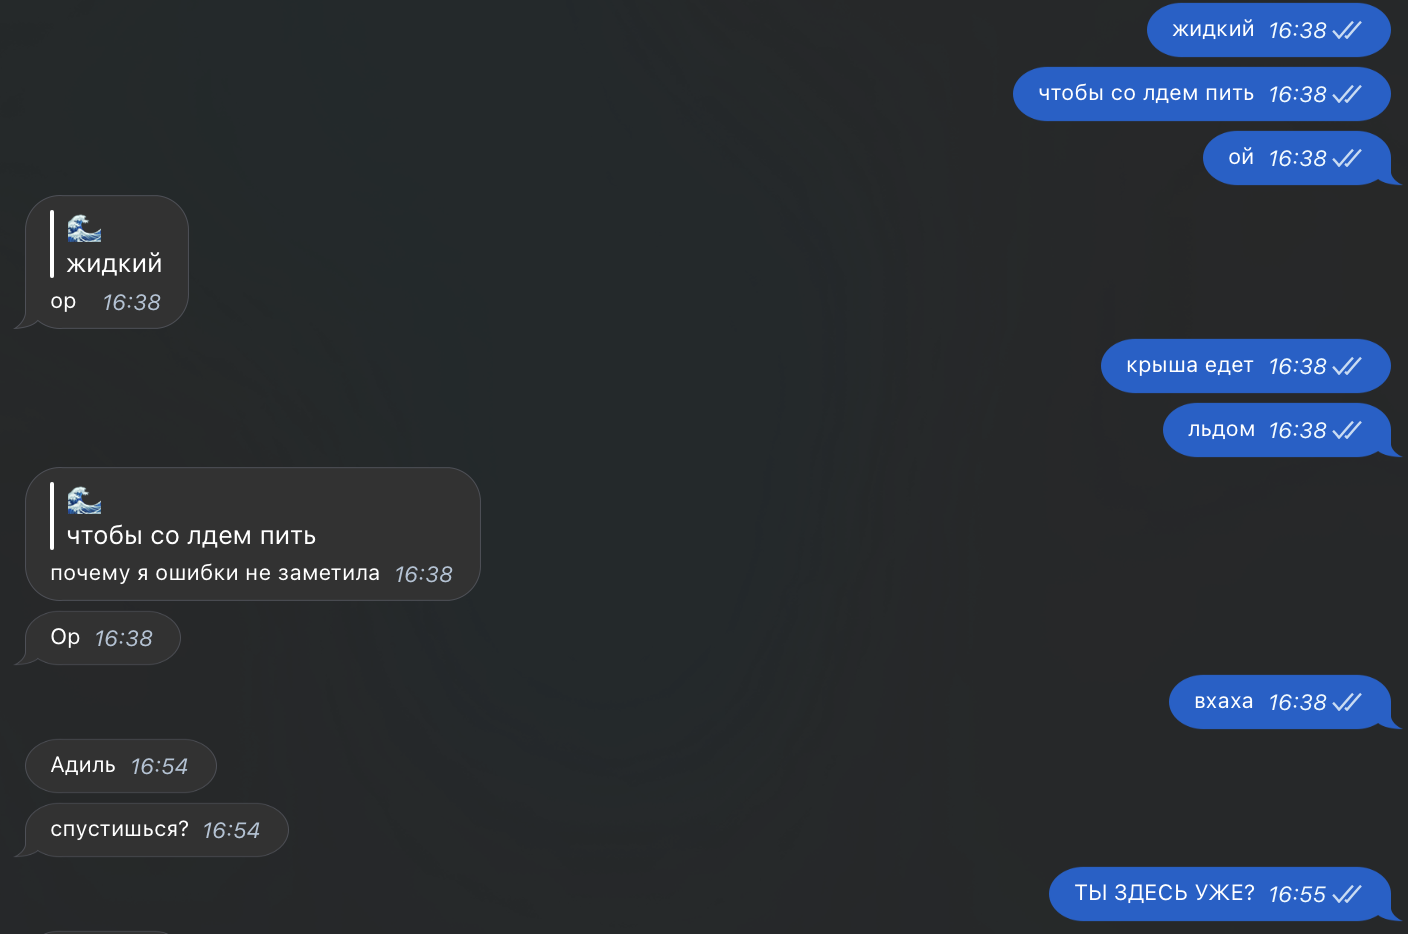 жидкий 16:38
чтобы со лдем пить 16:38
ой 16:38
🌊
жидкий
ор 16:38
крыша едет 16:38
льдом 16:38
🌊
чтобы со лдем пить
почему я ошибки не заметила 16:38
Ор 16:38
вхаха 16:38
Адиль 16:54
спустишься? 16:54
ТЫ ЗДЕСЬ УЖЕ? 16:55